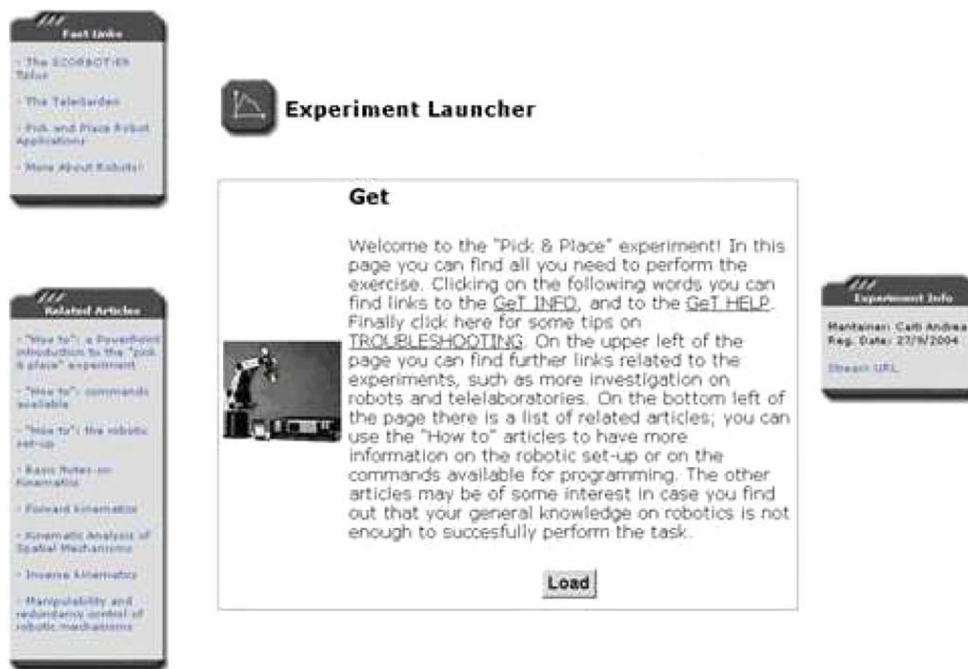 Fast Links
- The SCORBOT-ER
- The TeleGarden
- Pick and Place Robot
Applications
- More About Robots!
Experiment Launcher
Get
Welcome to the "Pick & Place" experiment! In this
page you can find all you need to perform the
exercise. Clicking on the following words you can
find links to the GeT INFO, and to the GeT HELP.
Finally click here for some tips on
TROUBLESHOOTING. On the upper left of the
page you can find further links related to the
experiments, such as more investigation on
robots and telelaboratories. On the bottom left of
the page there is a list of related articles; you can
use the "How to" articles to have more
information on the robotic set-up or on the
commands available for programming. The other
articles may be of some interest in case you find
out that your general knowledge on robotics is not
enough to succesfully perform the task.
Load
Related Articles
- "How to": a PowerPoint
introduction to the "pick
& place" experiment
- "How to": commands
available
- "How to": the robotic
set-up
- Basic Notes on
Kinematics
- Forward kinematics
- Kinematic Analysis of
Spatial Mechanisms
- Inverse kinematics
- Manipulability and
redundancy control of
robotic mechanisms
Experiment Info
Mantainer: Caiti Andrea
Reg. Date: 27/9/2004
Stream URL